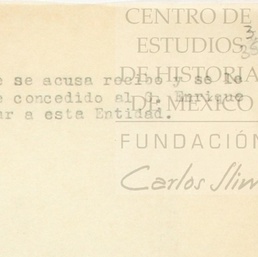 CENTRO DE
ESTUDIOS
DE HISTORIA
DE MÉXICO
FUNDACIÓN
Carlos Slim
se acusa recibo y se le
concedido al S. Enrique
a esta Entidad.